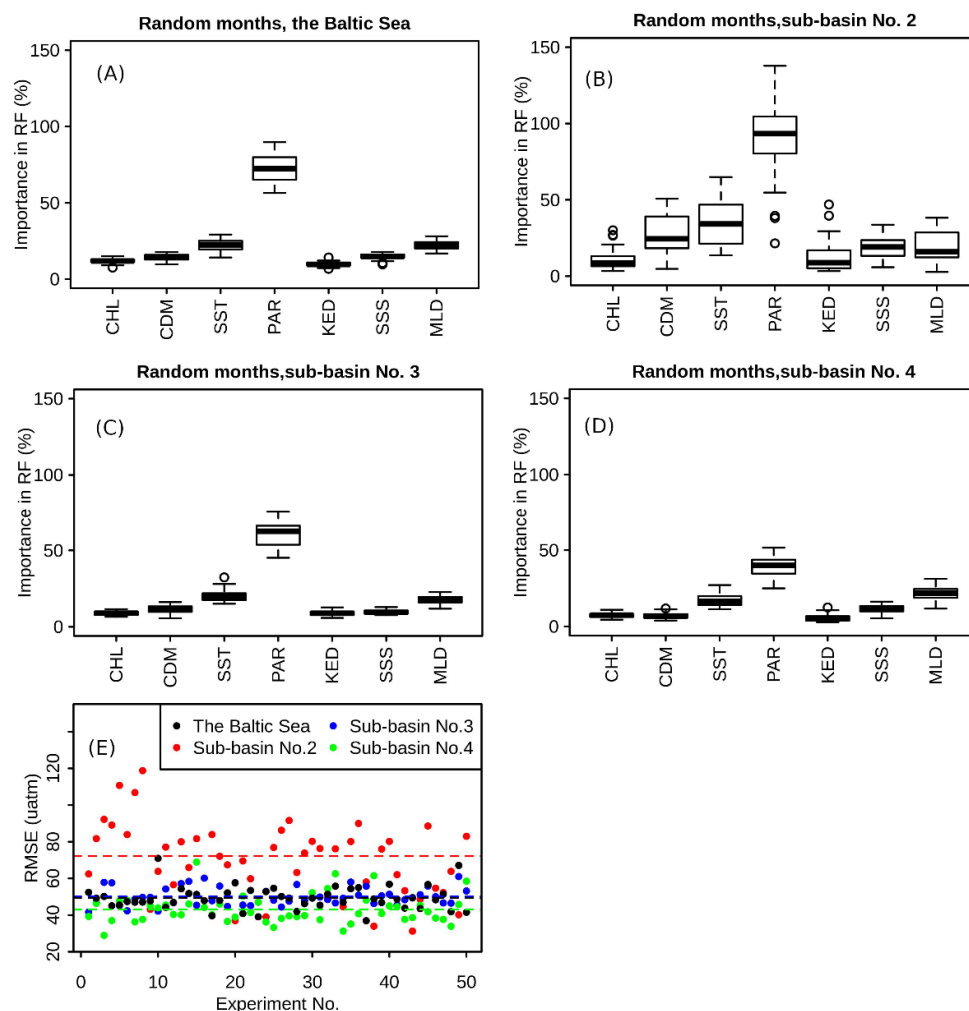 Random months, the Baltic Sea
(A)
Importance in RF (%)
150
100
50
0
CHL
CDM
SST
PAR
KED
SSS
MLD
Random months,sub-basin No. 2
(B)
Importance in RF (%)
150
100
50
0
CHL
CDM
SST
PAR
KED
SSS
MLD
Random months,sub-basin No. 3
(C)
Importance in RF (%)
150
100
50
0
CHL
CDM
SST
PAR
KED
SSS
MLD
Random months,sub-basin No. 4
(D)
Importance in RF (%)
150
100
50
0
CHL
CDM
SST
PAR
KED
SSS
MLD
(E)
The Baltic Sea
Sub-basin No.2
Sub-basin No.3
Sub-basin No.4
RMSE (uatm)
120
80
60
40
20
0
10
20
30
40
50
Experiment No.